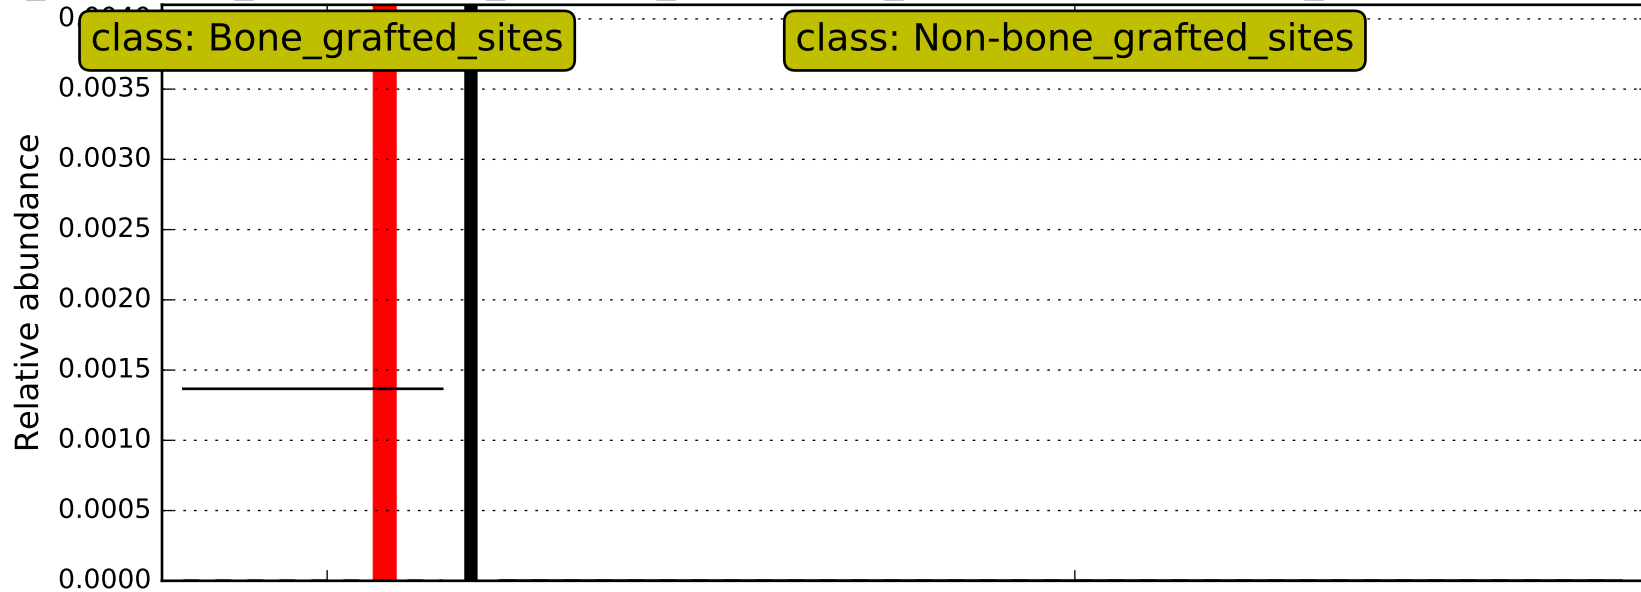 class: Bone_grafted_sites
class: Non-bone_grafted_sites
0.0035
0.0030
0.0025
0.0020
0.0015
0.0010
0.0005
0.0000
Relative abundance